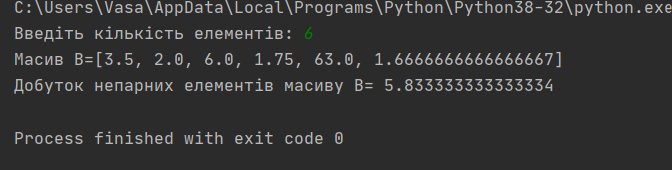 C:\Users\Vasa\AppData\Local\Programs\Python\Python38-32\python.exe
Введіть кількість елементів: 6
Масив B=[3.5, 2.0, 6.0, 1.75, 63.0, 1.6666666666666667]
Добуток непарних елементів масиву B= 5.833333333333334
Process finished with exit code 0